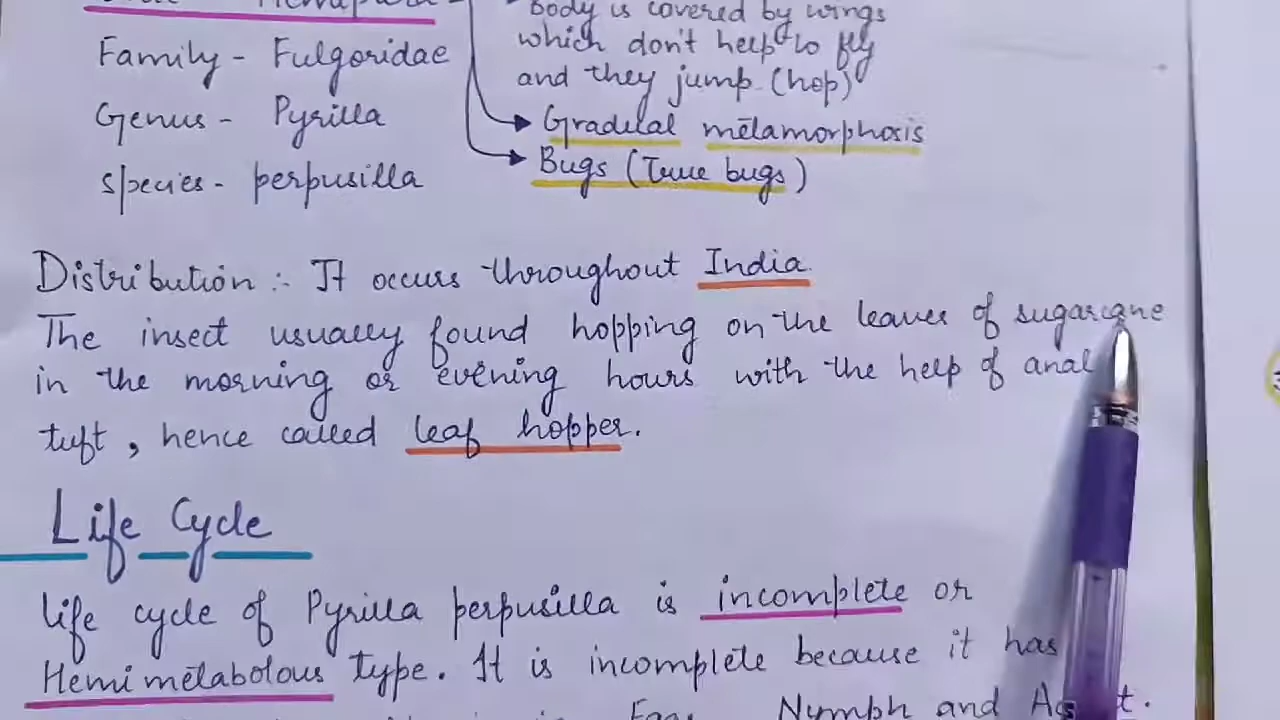 Body is covered by wings
which don't help to fly
and they jump (hop)
Family - Fulgoridae
Genus - Pyrilla
Species - perpusilla
Gradual metamorphosis
Bugs (True bugs)
Distribution :- It occurs throughout India.
The insect usually found hopping on the leaves of sugarcane
in the morning or evening hours with the help of anal
tuft, hence called leaf hopper.
Life Cycle
life cycle of Pyrilla perpusilla is incomplete or
Hemimetabolous type. It is incomplete because it has
Nymph and